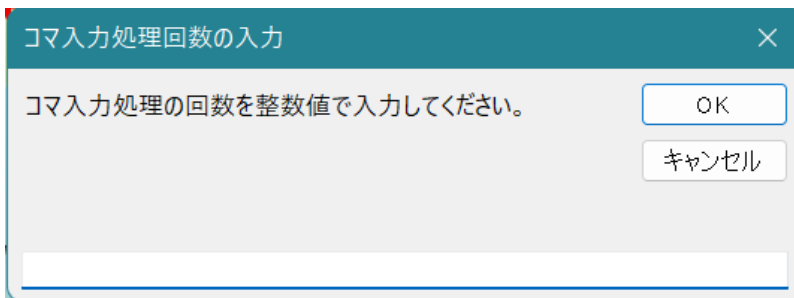 コマ入力処理回数の入力
コマ入力処理の回数を整数値で入力してください。
OK
キャンセル